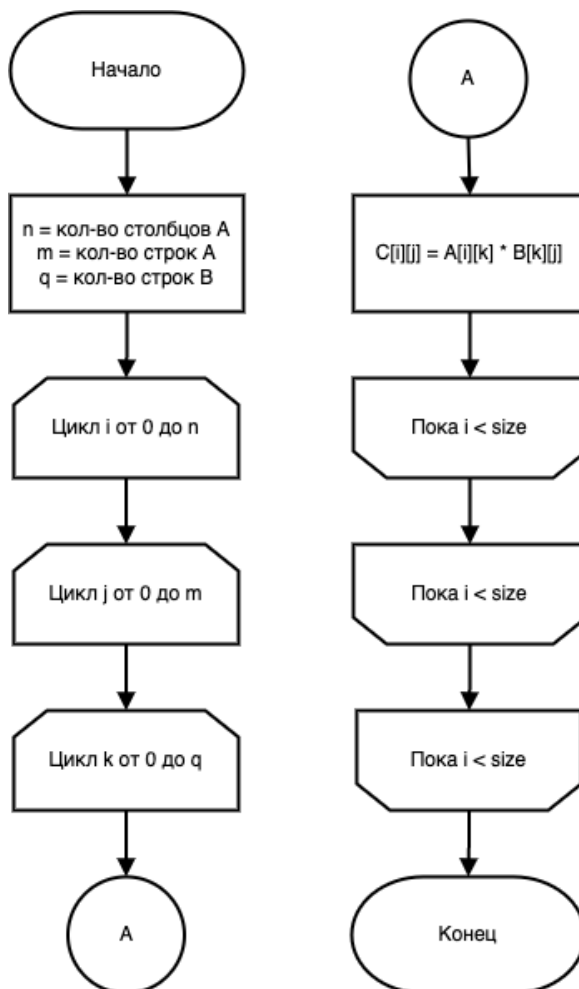 Начало
n = кол-во столбцов A
m = кол-во строк A
q = кол-во строк B
Цикл i от 0 до n
Цикл j от 0 до m
Цикл k от 0 до q
A
A
C[i][j] = A[i][k] * B[k][j]
Пока i < size
Пока i < size
Пока i < size
Конец